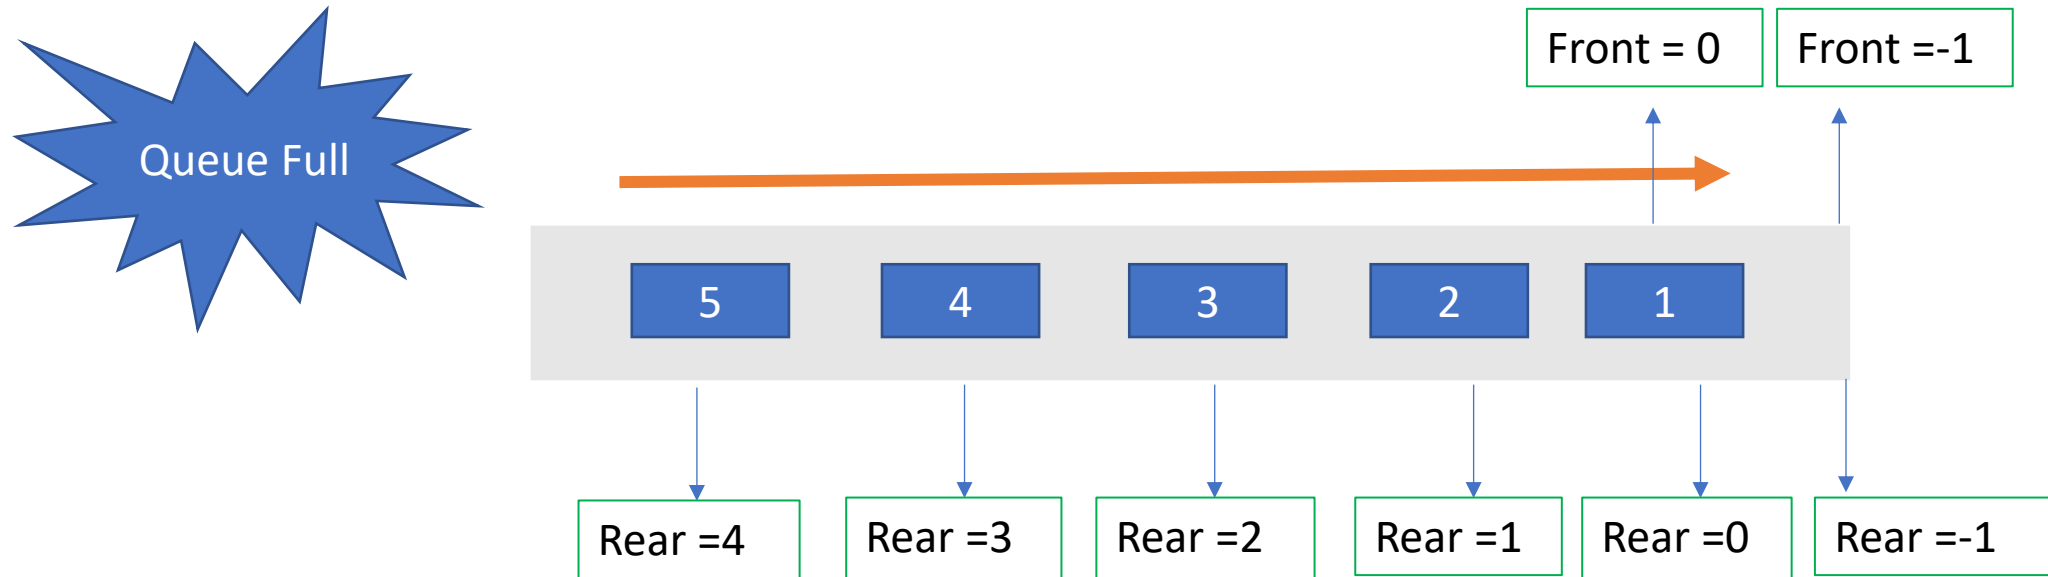 Front = 0
Front =-1
Queue Full
5
4
3
2
1
Rear =4
Rear =3
Rear =2
Rear =1
Rear =0
Rear =-1